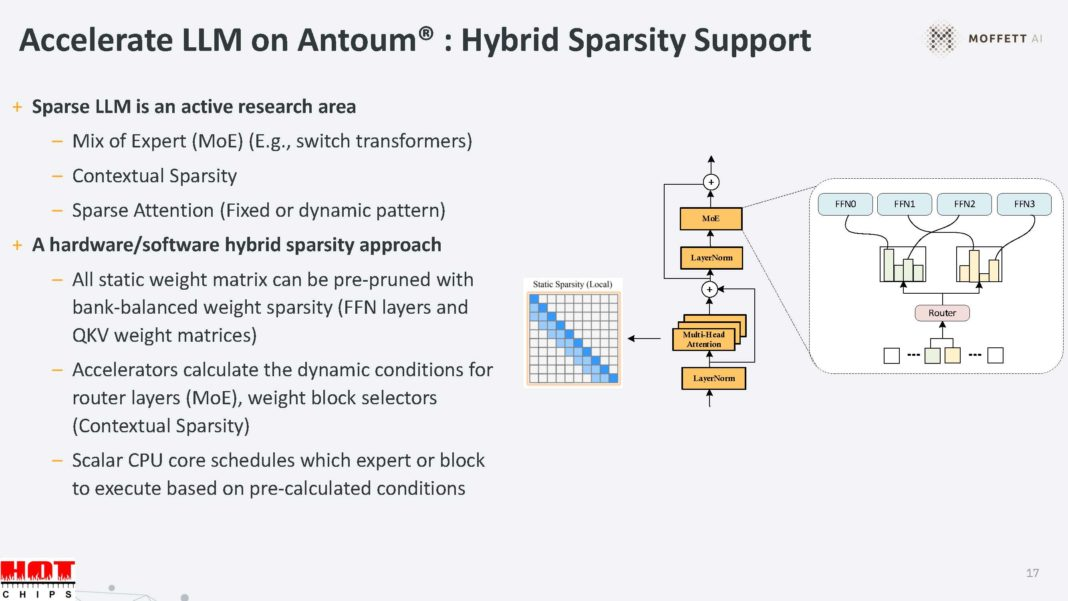 Accelerate LLM on Antoum® : Hybrid Sparsity Support
MOFFETT AI
+ Sparse LLM is an active research area
– Mix of Expert (MoE) (E.g., switch transformers)
– Contextual Sparsity
– Sparse Attention (Fixed or dynamic pattern)
+ A hardware/software hybrid sparsity approach
– All static weight matrix can be pre-pruned with
bank-balanced weight sparsity (FFN layers and
QKV weight matrices)
– Accelerators calculate the dynamic conditions for
router layers (MoE), weight block selectors
(Contextual Sparsity)
– Scalar CPU core schedules which expert or block
to execute based on pre-calculated conditions
Static Sparsity (Local)
+
MoE
LayerNorm
+
Multi-Head
Attention
LayerNorm
FFN0
FFN1
FFN2
FFN3
Router
HOT
CHIPS
17